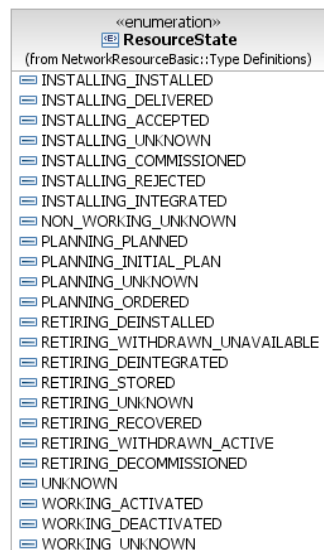 «enumeration»
ResourceState
(from NetworkResourceBasic::Type Definitions)
INSTALLING_INSTALLED
INSTALLING_DELIVERED
INSTALLING_ACCEPTED
INSTALLING_UNKNOWN
INSTALLING_COMMISSIONED
INSTALLING_REJECTED
INSTALLING_INTEGRATED
NON_WORKING_UNKNOWN
PLANNING_PLANNED
PLANNING_INITIAL_PLAN
PLANNING_UNKNOWN
PLANNING_ORDERED
RETIRING_DEINSTALLED
RETIRING_WITHDRAWN_UNAVAILABLE
RETIRING_DEINTEGRATED
RETIRING_STORED
RETIRING_UNKNOWN
RETIRING_RECOVERED
RETIRING_WITHDRAWN_ACTIVE
RETIRING_DECOMMISSIONED
UNKNOWN
WORKING_ACTIVATED
WORKING_DEACTIVATED
WORKING_UNKNOWN